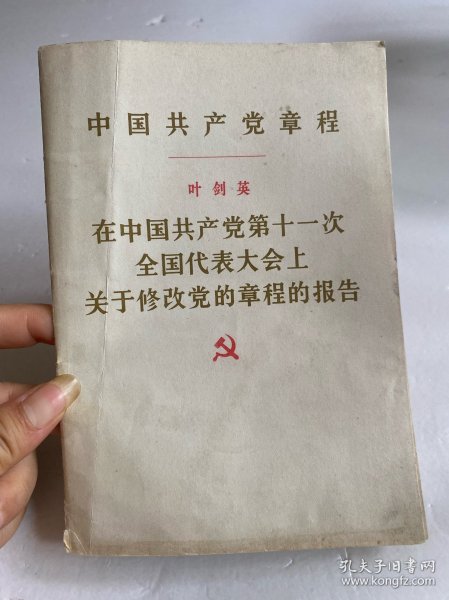 中国共产党章程
叶剑英
在中国共产党第十一次
全国代表大会上
关于修改党的章程的报告
孔夫子旧书网
www.kongfz.com